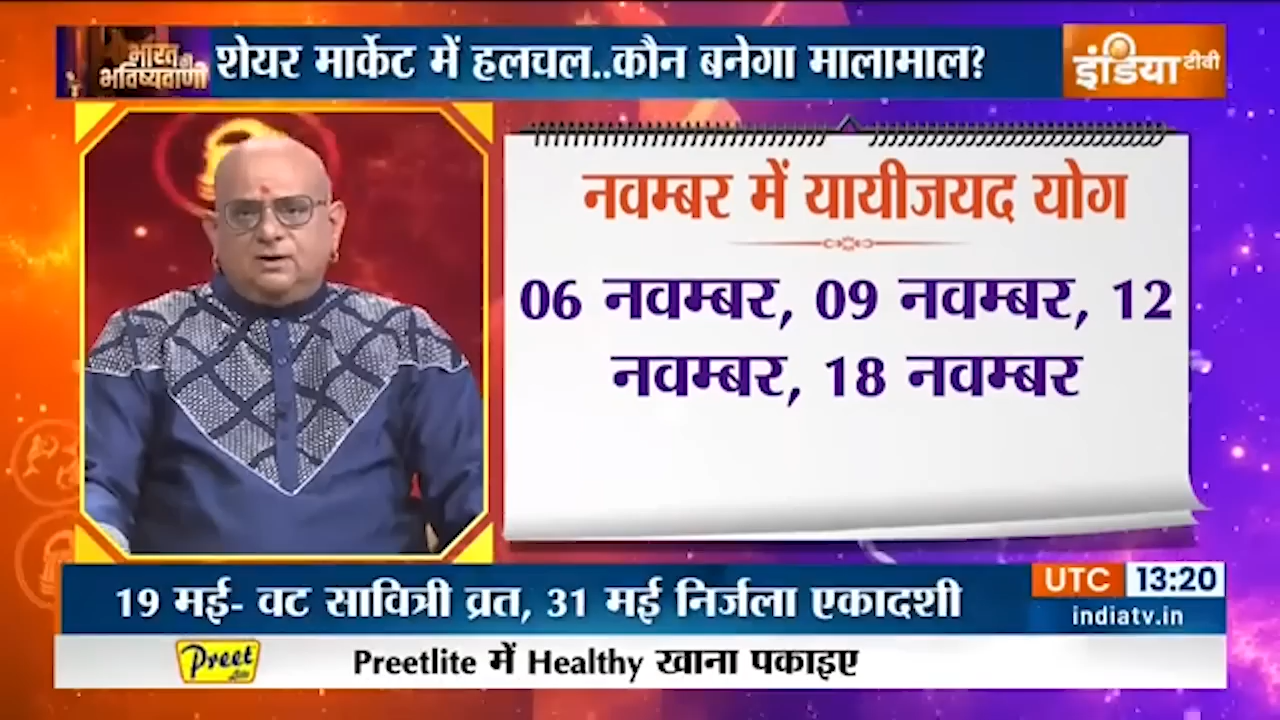 भारत की
भविष्यवाणी
शेयर मार्केट में हलचल..कौन बनेगा मालामाल?
इंडिया टीवी
नवम्बर में यायीजयद योग
06 नवम्बर, 09 नवम्बर, 12
नवम्बर, 18 नवम्बर
19 मई- वट सावित्री व्रत, 31 मई निर्जला एकादशी
UTC 13:20
indiatv.in
Preet
Preetlite में Healthy खाना पकाइए